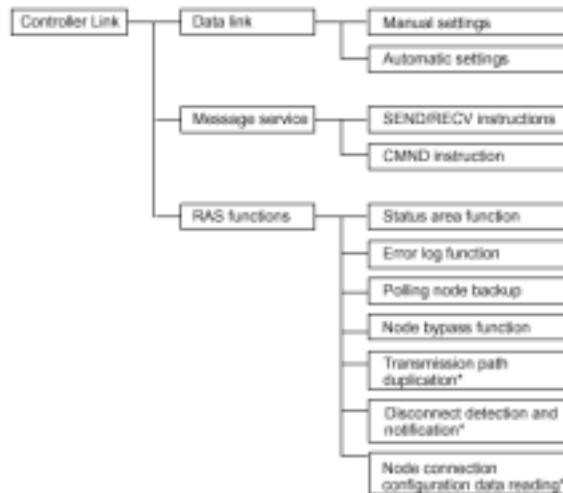 Controller Link
Data link
Manual settings
Automatic settings
Message service
SEND/RECV instructions
CMND instruction
RAS functions
Status area function
Error log function
Polling node backup
Node bypass function
Transmission path
duplication*
Disconnect detection and
notification*
Node connection
configuration data reading*